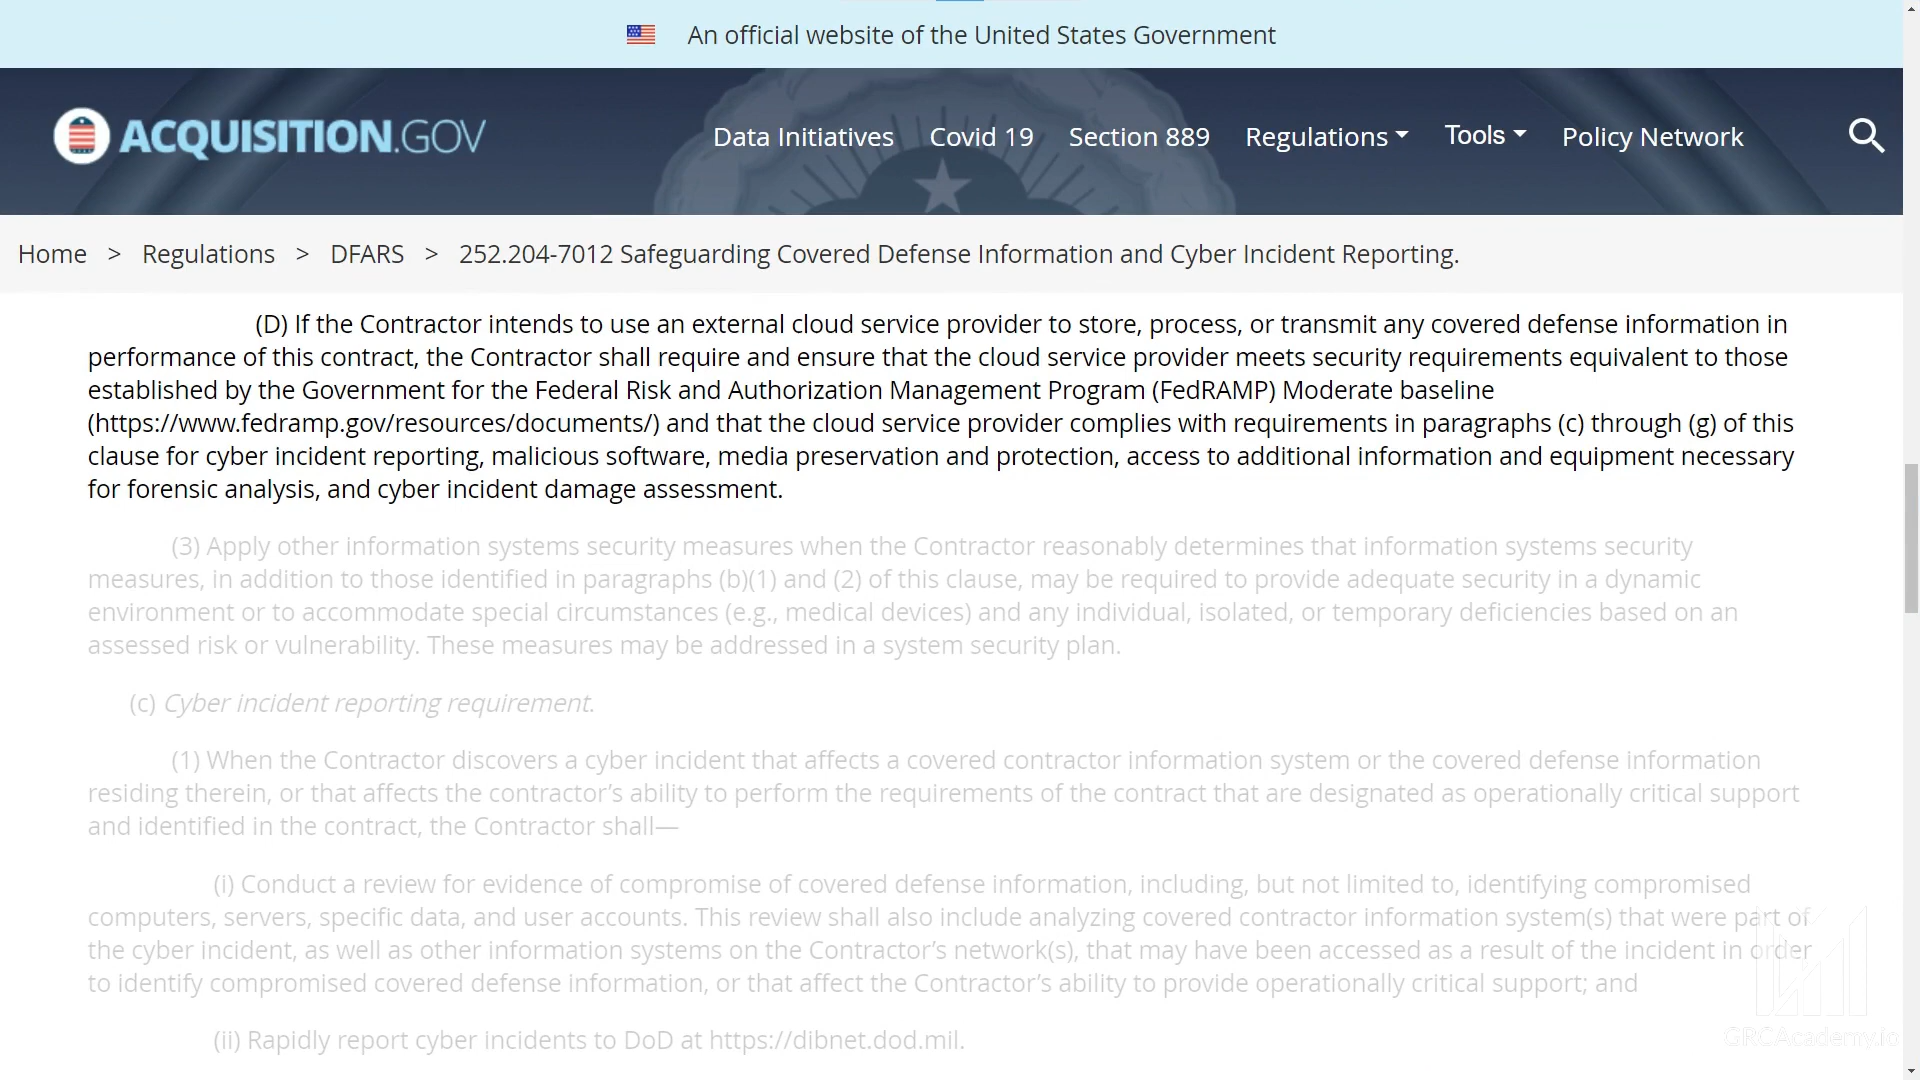 An official website of the United States Government
ACQUISITION.GOV
Data Initiatives Covid 19 Section 889 Regulations Tools Policy Network
Home > Regulations > DFARS > 252.204-7012 Safeguarding Covered Defense Information and Cyber Incident Reporting.
(D) If the Contractor intends to use an external cloud service provider to store, process, or transmit any covered defense information in
performance of this contract, the Contractor shall require and ensure that the cloud service provider meets security requirements equivalent to those
established by the Government for the Federal Risk and Authorization Management Program (FedRAMP) Moderate baseline
(https://www.fedramp.gov/resources/documents/) and that the cloud service provider complies with requirements in paragraphs (c) through (g) of this
clause for cyber incident reporting, malicious software, media preservation and protection, access to additional information and equipment necessary
for forensic analysis, and cyber incident damage assessment.
(3) Apply other information systems security measures when the Contractor reasonably determines that information systems security
measures, in addition to those identified in paragraphs (b)(1) and (2) of this clause, may be required to provide adequate security in a dynamic
environment or to accommodate special circumstances (e.g., medical devices) and any individual, isolated, or temporary deficiencies based on an
assessed risk or vulnerability. These measures may be addressed in a system security plan.
(c) Cyber incident reporting requirement.
(1) When the Contractor discovers a cyber incident that affects a covered contractor information system or the covered defense information
residing therein, or that affects the contractor’s ability to perform the requirements of the contract that are designated as operationally critical support
and identified in the contract, the Contractor shall—
(i) Conduct a review for evidence of compromise of covered defense information, including, but not limited to, identifying compromised
computers, servers, specific data, and user accounts. This review shall also include analyzing covered contractor information system(s) that were part of
the cyber incident, as well as other information systems on the Contractor’s network(s), that may have been accessed as a result of the incident in order
to identify compromised covered defense information, or that affect the Contractor’s ability to provide operationally critical support; and
(ii) Rapidly report cyber incidents to DoD at https://dibnet.dod.mil.
GRCAcademy.io